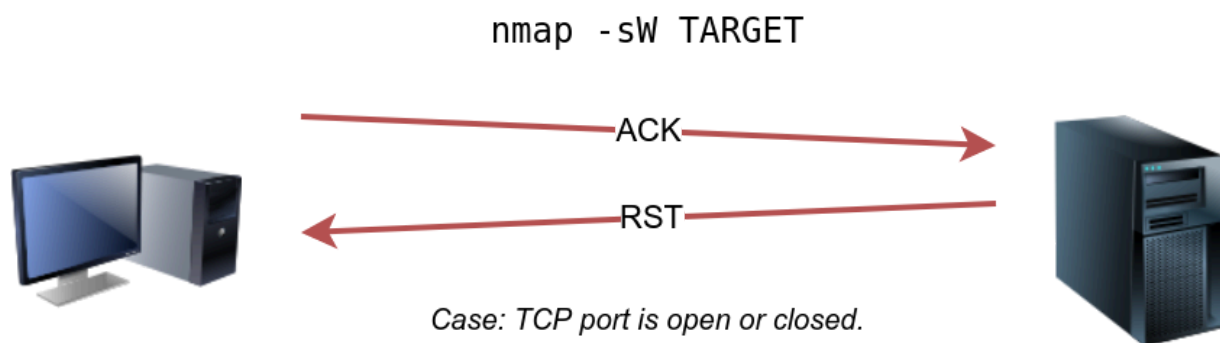 nmap -sW TARGET
ACK
RST
Case: TCP port is open or closed.